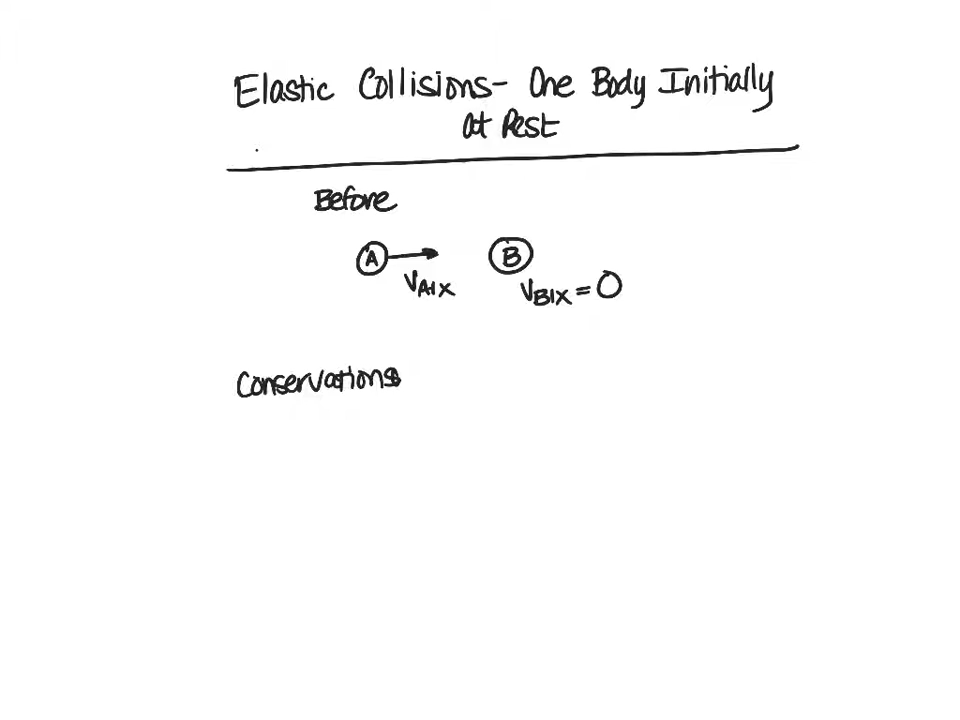 Elastic Collisions- One Body Initially
at Rest
Before
A B
VA1X VB1X = 0
Conservations